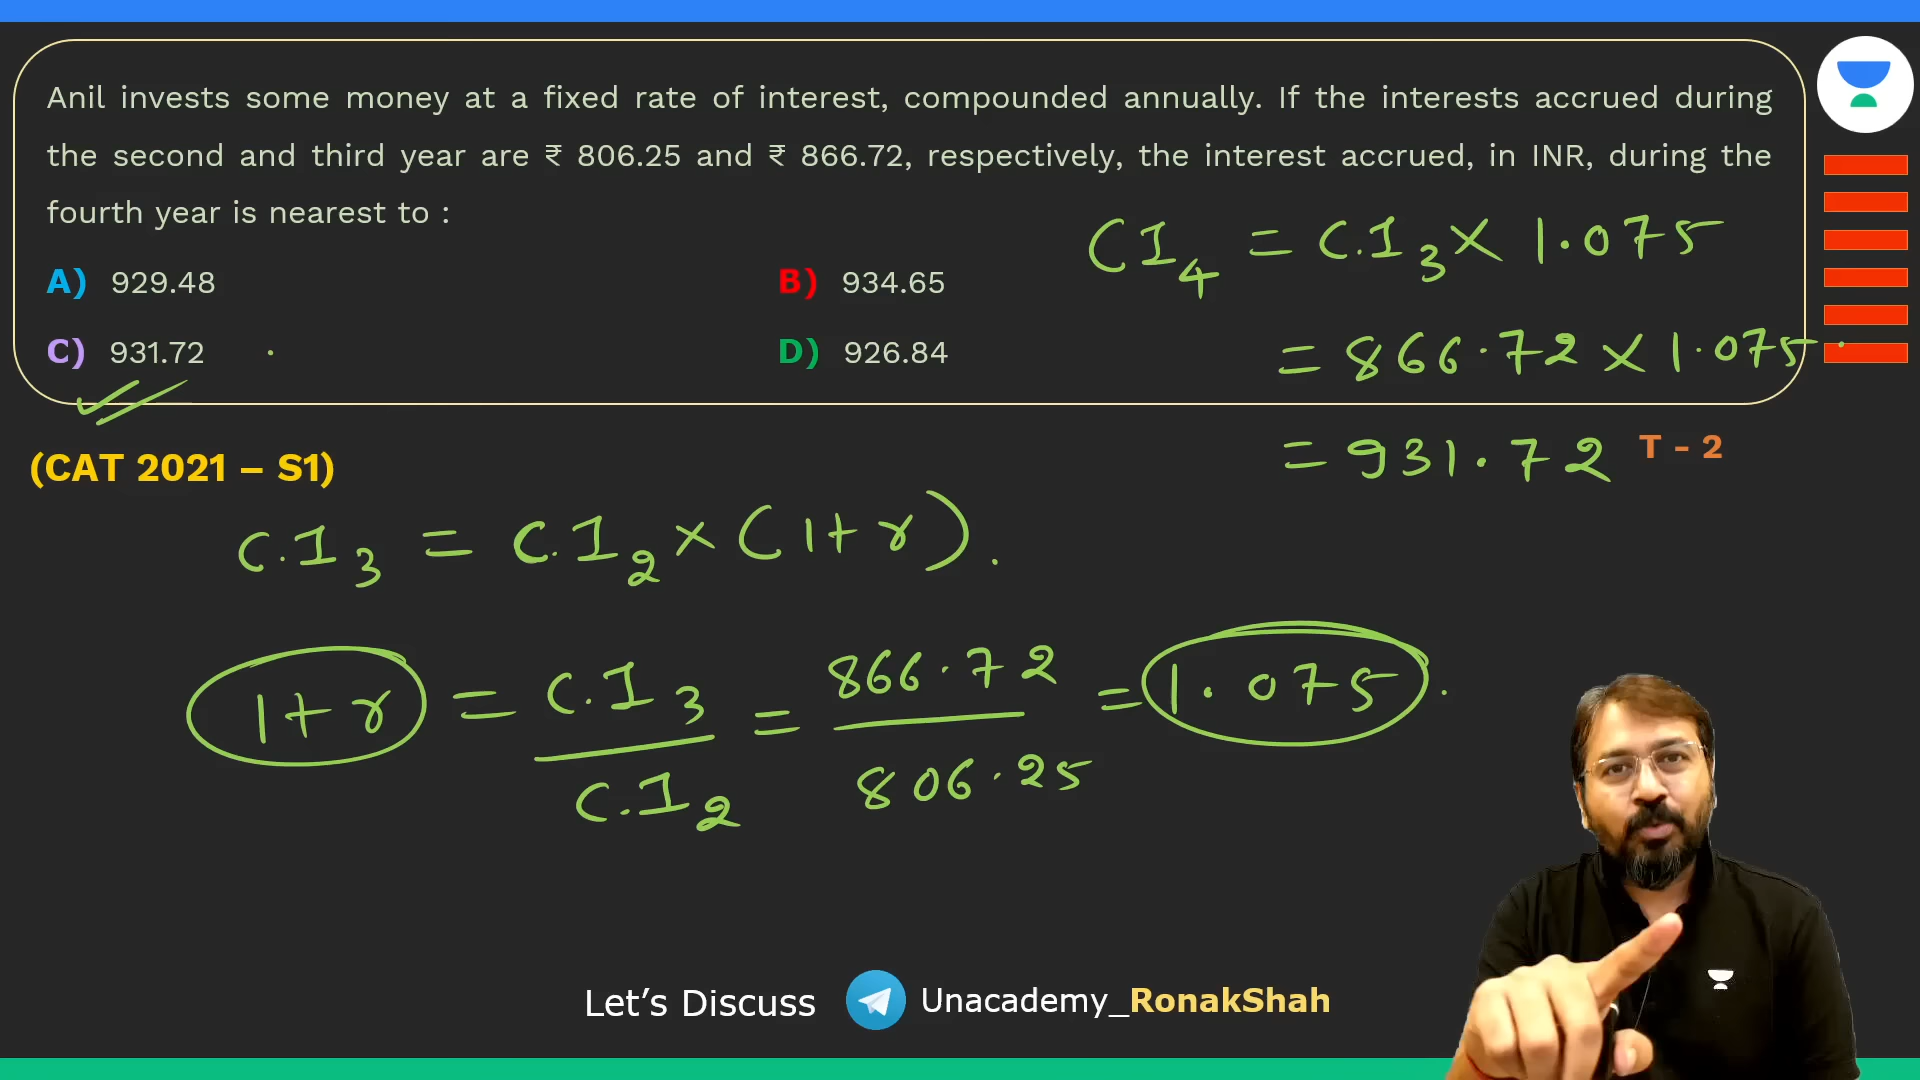 Anil invests some money at a fixed rate of interest, compounded annually. If the interests accrued during
the second and third year are ₹ 806.25 and ₹ 866.72, respectively, the interest accrued, in INR, during the
fourth year is nearest to :
A) 929.48
B) 934.65
C) 931.72
D) 926.84
CI4 = C.I3 × 1.075
= 866.72 × 1.075
= 931.72
T - 2
(CAT 2021 – S1)
C.I3 = C.I2 × (1+r).
1+r = C.I3 / C.I2 = 866.72 / 806.25 = 1.075.
Let’s Discuss Unacademy_RonakShah